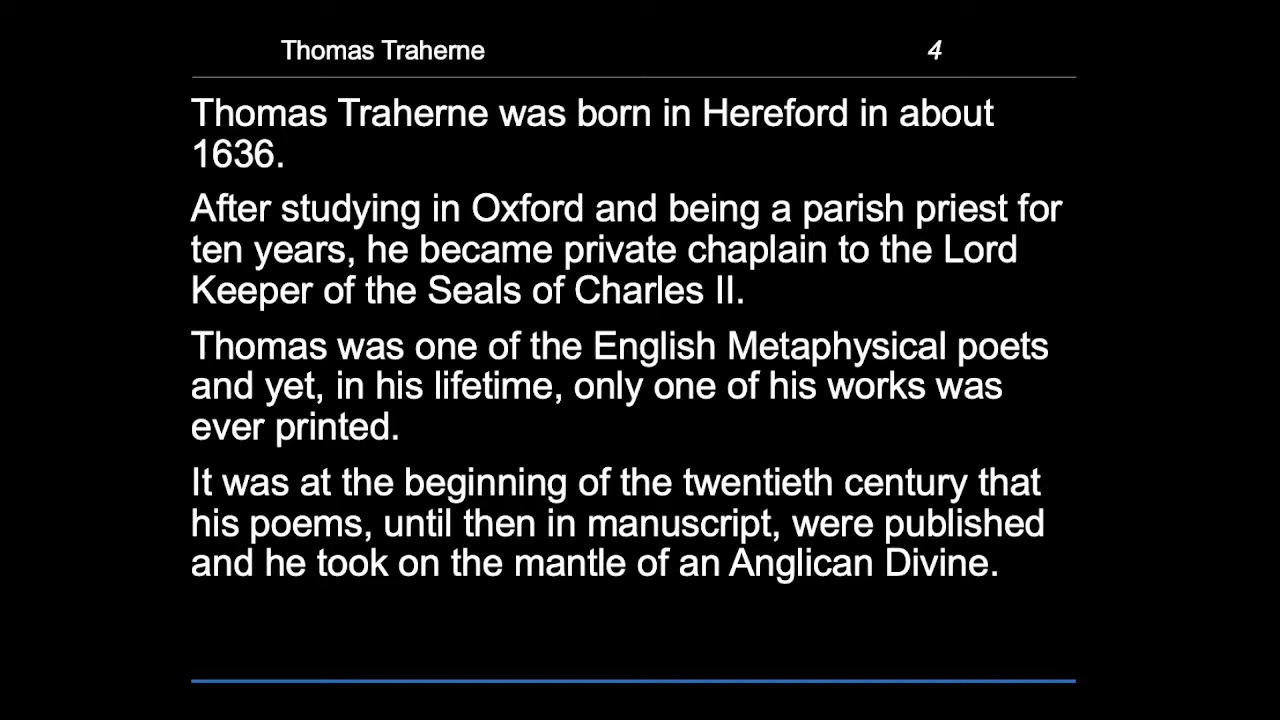 Thomas Traherne 4
Thomas Traherne was born in Hereford in about
1636.
After studying in Oxford and being a parish priest for
ten years, he became private chaplain to the Lord
Keeper of the Seals of Charles II.
Thomas was one of the English Metaphysical poets
and yet, in his lifetime, only one of his works was
ever printed.
It was at the beginning of the twentieth century that
his poems, until then in manuscript, were published
and he took on the mantle of an Anglican Divine.